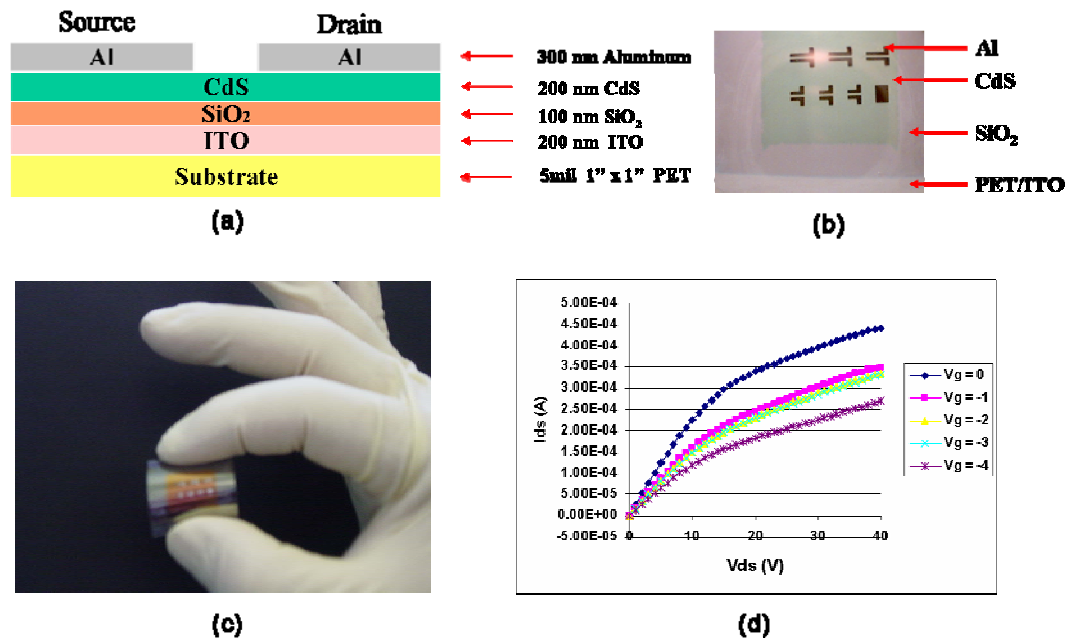 Source Drain
Al Al
CdS
SiO₂
ITO
Substrate
300 nm Aluminum
200 nm CdS
100 nm SiO₂
200 nm ITO
5mil 1” x 1” PET
(a)
Al
CdS
SiO₂
PET/ITO
(b)
(c)
5.00E-04
4.50E-04
4.00E-04
3.50E-04
3.00E-04
2.50E-04
2.00E-04
1.50E-04
1.00E-04
5.00E-05
0.00E+00
-5.00E-05
Ids (A)
0 10 20 30 40
Vds (V)
Vg = 0
Vg = -1
Vg = -2
Vg = -3
Vg = -4
(d)